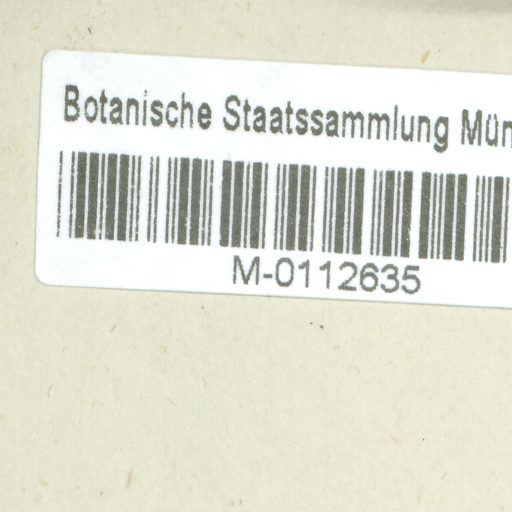 Botanische Staatssammlung Mün
M-0112635